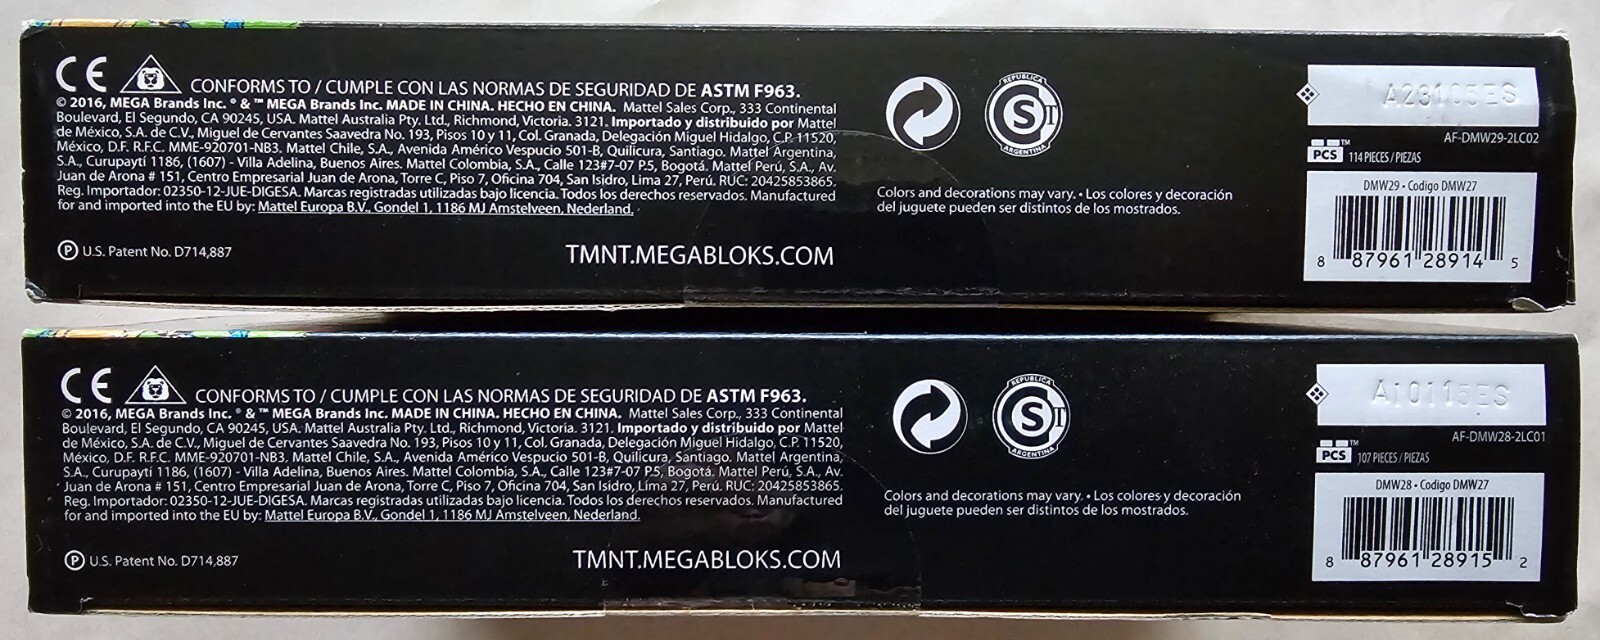 CE
CONFORMS TO / CUMPLE CON LAS NORMAS DE SEGURIDAD DE ASTM F963.
© 2016, MEGA Brands Inc. ® & ™ MEGA Brands Inc. MADE IN CHINA. HECHO EN CHINA. Mattel Sales Corp., 333 Continental
Boulevard, El Segundo, CA 90245, USA. Mattel Australia Pty. Ltd., Richmond, Victoria. 3121. Importado y distribuido por Mattel
de México, S.A. de C.V., Miguel de Cervantes Saavedra No. 193, Pisos 10 y 11, Col. Granada, Delegación Miguel Hidalgo, C.P. 11520,
México, D.F. R.F.C. MME-920701-NB3. Mattel Chile, S.A., Avenida Américo Vespucio 501-B, Quilicura, Santiago. Mattel Argentina,
S.A., Curupaytí 1186, (1607) - Villa Adelina, Buenos Aires. Mattel Colombia, S.A., Calle 123#7-07 P.5, Bogotá. Mattel Perú, S.A., Av.
Juan de Arona # 151, Centro Empresarial Juan de Arona, Torre C, Piso 7, Oficina 704, San Isidro, Lima 27, Perú. RUC: 20425853865.
Reg. Importador: 02350-12-JUE-DIGESA. Marcas registradas utilizadas bajo licencia. Todos los derechos reservados. Manufactured
for and imported into the EU by: Mattel Europa B.V., Gondel 1, 1186 MJ Amstelveen, Nederland.
P U.S. Patent No. D714,887
TMNT.MEGABLOKS.COM
REPUBLICA
S T
ARGENTINA
Colors and decorations may vary. • Los colores y decoración
del juguete pueden ser distintos de los mostrados.
A23105ES
AF-DMW29-2LC02
PCS ™ 114 PIECES / PIEZAS
DMW29 • Codigo DMW27
8 87961 28914 5
CE
CONFORMS TO / CUMPLE CON LAS NORMAS DE SEGURIDAD DE ASTM F963.
© 2016, MEGA Brands Inc. ® & ™ MEGA Brands Inc. MADE IN CHINA. HECHO EN CHINA. Mattel Sales Corp., 333 Continental
Boulevard, El Segundo, CA 90245, USA. Mattel Australia Pty. Ltd., Richmond, Victoria. 3121. Importado y distribuido por Mattel
de México, S.A. de C.V., Miguel de Cervantes Saavedra No. 193, Pisos 10 y 11, Col. Granada, Delegación Miguel Hidalgo, C.P. 11520,
México, D.F. R.F.C. MME-920701-NB3. Mattel Chile, S.A., Avenida Américo Vespucio 501-B, Quilicura, Santiago. Mattel Argentina,
S.A., Curupaytí 1186, (1607) - Villa Adelina, Buenos Aires. Mattel Colombia, S.A., Calle 123#7-07 P.5, Bogotá. Mattel Perú, S.A., Av.
Juan de Arona # 151, Centro Empresarial Juan de Arona, Torre C, Piso 7, Oficina 704, San Isidro, Lima 27, Perú. RUC: 20425853865.
Reg. Importador: 02350-12-JUE-DIGESA. Marcas registradas utilizadas bajo licencia. Todos los derechos reservados. Manufactured
for and imported into the EU by: Mattel Europa B.V., Gondel 1, 1186 MJ Amstelveen, Nederland.
P U.S. Patent No. D714,887
TMNT.MEGABLOKS.COM
REPUBLICA
S T
ARGENTINA
Colors and decorations may vary. • Los colores y decoración
del juguete pueden ser distintos de los mostrados.
A10115ES
AF-DMW28-2LC01
PCS ™ 107 PIECES / PIEZAS
DMW28 • Codigo DMW27
8 87961 28915 2